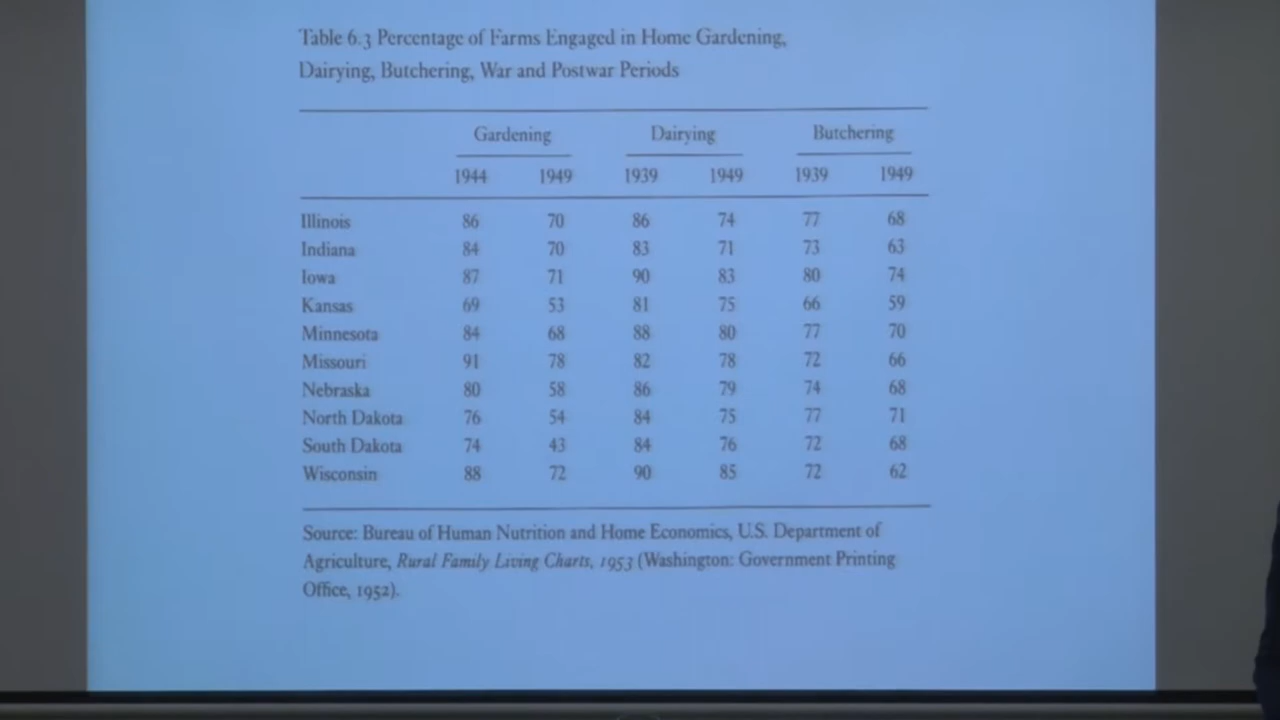 Table 6.3 Percentage of Farms Engaged in Home Gardening,
Dairying, Butchering, War and Postwar Periods
Gardening Dairying Butchering
1944 1949 1939 1949 1939 1949
Illinois 86 70 86 74 77 68
Indiana 84 70 83 71 73 63
Iowa 87 71 90 83 80 74
Kansas 69 53 81 75 66 59
Minnesota 84 68 88 80 77 70
Missouri 91 78 82 78 72 66
Nebraska 80 58 86 79 74 68
North Dakota 76 54 84 75 77 71
South Dakota 74 43 84 76 72 68
Wisconsin 88 72 90 85 72 62
Source: Bureau of Human Nutrition and Home Economics, U.S. Department of
Agriculture, Rural Family Living Charts, 1953 (Washington: Government Printing
Office, 1952).